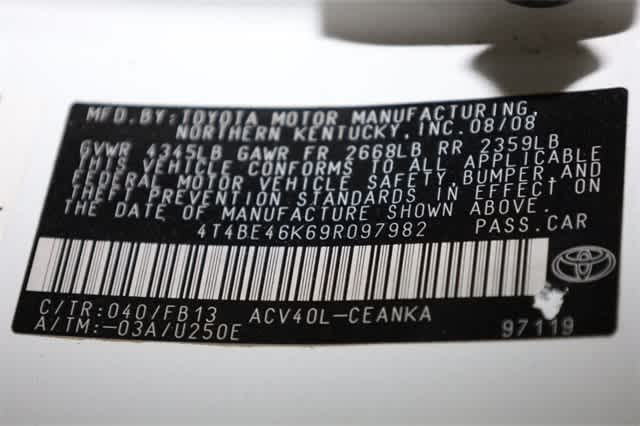 MFD.BY:TOYOTA MOTOR MANUFACTURING,
NORTHERN KENTUCKY,INC.08/08
GVWR 4345LB GAWR FR 2668LB RR 2359LB
THIS VEHICLE CONFORMS TO ALL APPLICABLE
FEDERAL MOTOR VEHICLE SAFETY,BUMPER,AND
THEFT PREVENTION STANDARDS IN EFFECT ON
THE DATE OF MANUFACTURE SHOWN ABOVE.
4T4BE46K69R097982 PASS.CAR
C/TR:040/FB13 ACV40L-CEANKA
A/TM:-03A/U250E 97119